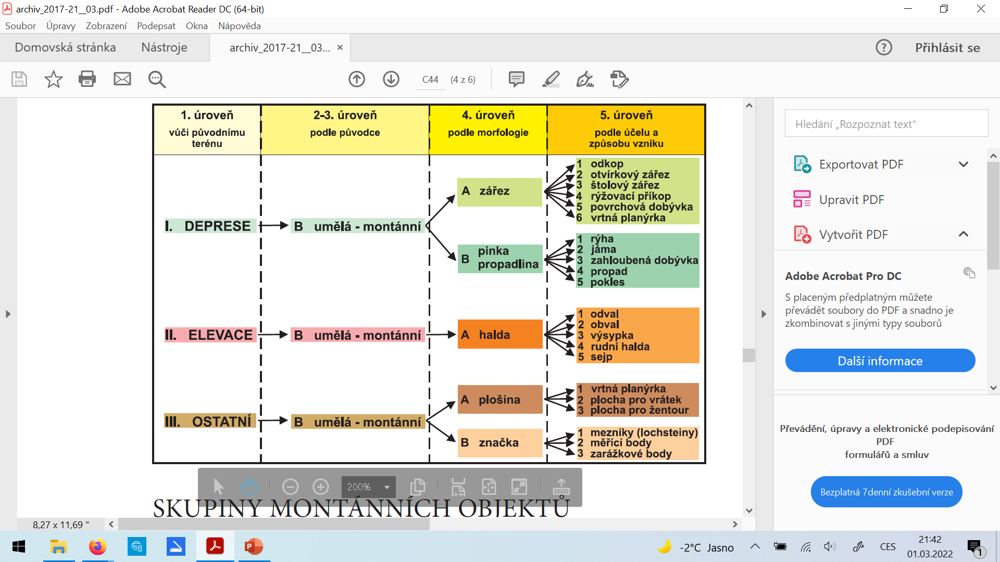 archiv_2017-21__03.pdf - Adobe Acrobat Reader DC (64-bit)
Soubor Úpravy Zobrazení Podepsat Okna Nápověda
Domovská stránka Nástroje archiv_2017-21__03... × Přihlásit se
C44 (4 z 6)
1. úroveň
vůči původnímu
terénu
2-3. úroveň
podle původce
4. úroveň
podle morfologie
5. úroveň
podle účelu a
způsobu vzniku
I. DEPRESE
B umělá - montánní
A zářez
1 odkop
2 otvírkový zářez
3 štolový zářez
4 rýžovací příkop
5 povrchová dobývka
6 vrtná planýrka
B pinka
propadlina
1 rýha
2 jáma
3 zahloubená dobývka
4 propad
5 pokles
II. ELEVACE
B umělá - montánní
A halda
1 odval
2 obval
3 výsypka
4 rudní halda
5 sejp
III. OSTATNÍ
B umělá - montánní
A plošina
1 vrtná planýrka
2 plocha pro vrátek
3 plocha pro žentour
B značka
1 mezníky (lochsteiny)
2 měřící body
3 zarážkové body
200%
SKUPINY MONTÁNNÍCH OBJEKTŮ
8,27 x 11,69 "
Hledání „Rozpoznat text“
Exportovat PDF
Upravit PDF
Vytvořit PDF
Adobe Acrobat Pro DC
S placeným předplatným můžete
převádět soubory do PDF a snadno je
zkombinovat s jinými typy souborů
Další informace
Převádění, úpravy a elektronické podepisování
PDF
formulářů a smluv
Bezplatná 7denní zkušební verze
-2°C Jasno
CES
21:42
01.03.2022
1